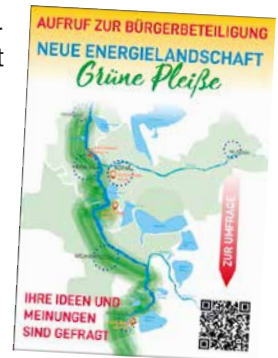 AUFRUF ZUR BÜRGERBETEILIGUNG
NEUE ENERGIELANDSCHAFT
Grüne Pleiße
ZUR UMFRAGE
IHRE IDEEN UND
MEINUNGEN
SIND GEFRAGT